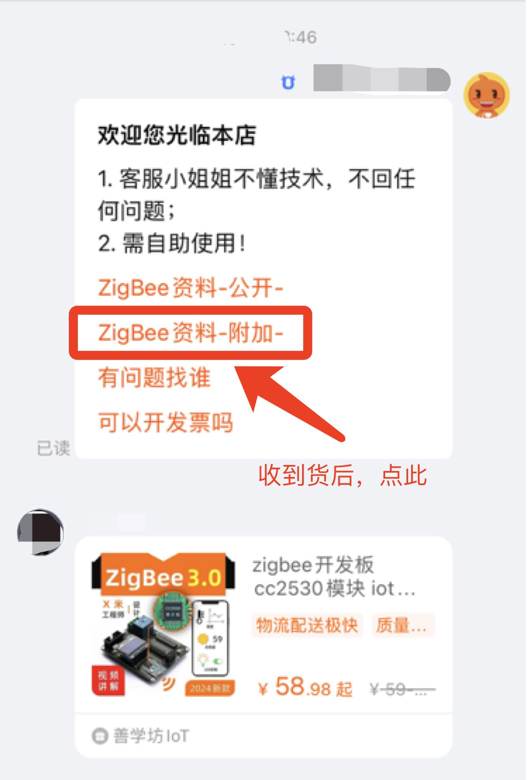 :46
欢迎您光临本店
1. 客服小姐姐不懂技术，不回任
何问题；
2. 需自助使用！
ZigBee资料-公开-
ZigBee资料-附加-
有问题找谁
可以开发票吗
已读
收到货后，点此
zigbee开发板
cc2530模块 iot...
物流配送极快 质量...
¥ 58.98 起 ¥59-...
ZigBee 3.0
X 米
工程师
设计
59
视频
讲解
2024新款
善学坊IoT